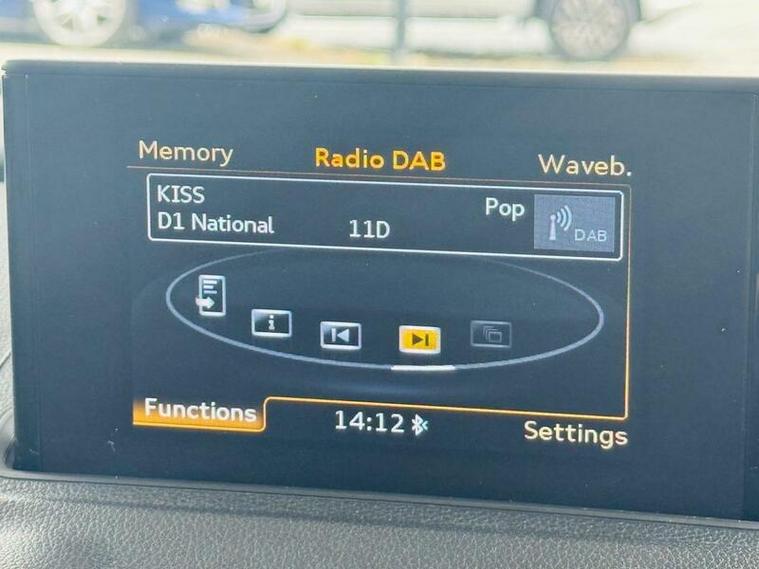 Memory Radio DAB Waveb.
KISS
Pop
D1 National 11D
DAB
i
Functions 14:12 Settings